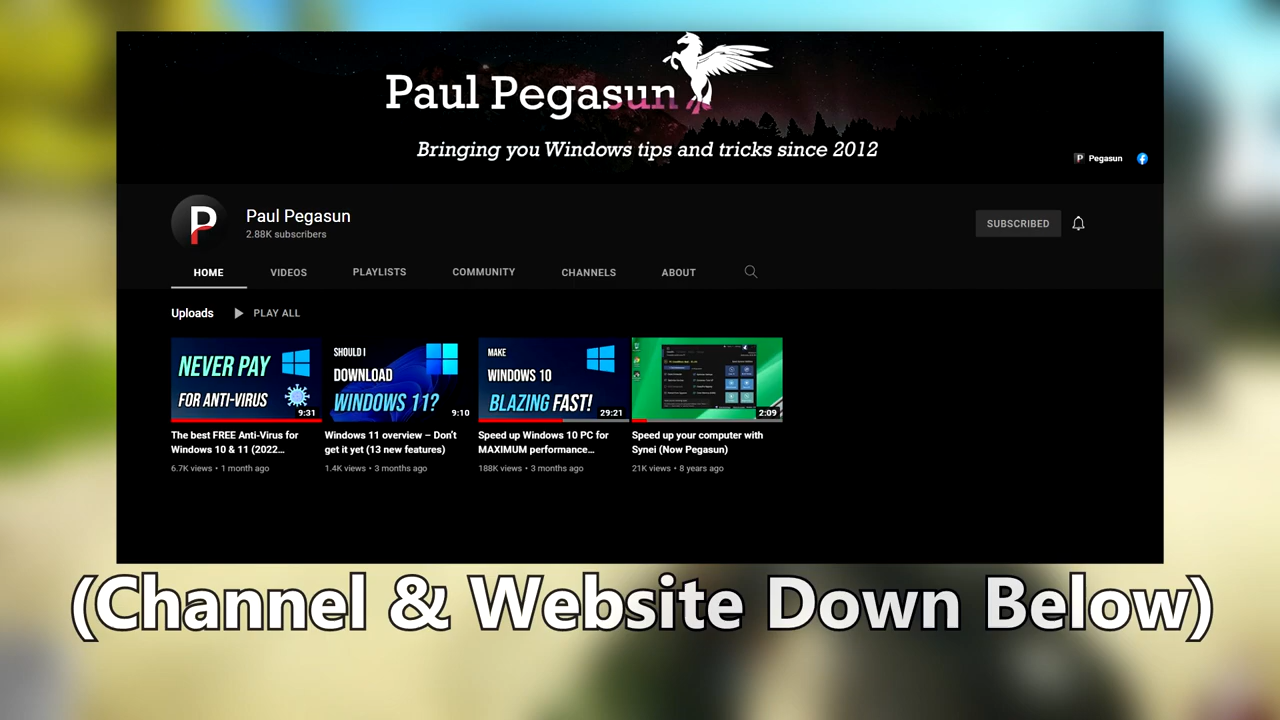 Paul Pegasun
Bringing you Windows tips and tricks since 2012
P Pegasun
P Paul Pegasun
2.88K subscribers
SUBSCRIBED
HOME VIDEOS PLAYLISTS COMMUNITY CHANNELS ABOUT
Uploads PLAY ALL
NEVER PAY
FOR ANTI-VIRUS
9:31
The best FREE Anti-Virus for
Windows 10 & 11 (2022...
6.7K views • 1 month ago
SHOULD I
DOWNLOAD
WINDOWS 11?
9:10
Windows 11 overview – Don't
get it yet (13 new features)
1.4K views • 3 months ago
MAKE
WINDOWS 10
BLAZING FAST!
29:21
Speed up Windows 10 PC for
MAXIMUM performance...
188K views • 3 months ago
2:09
Speed up your computer with
Synei (Now Pegasun)
21K views • 8 years ago
(Channel & Website Down Below)